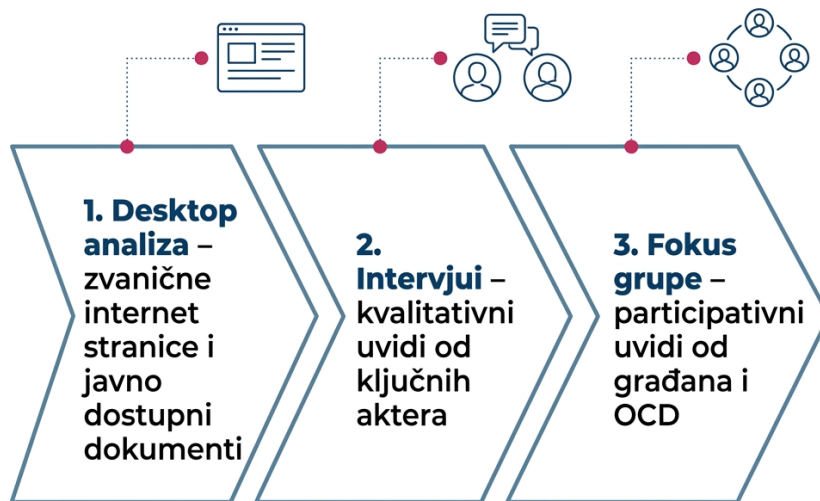 1. Desktop
analiza –
zvanične
internet
stranice i
javno
dostupni
dokumenti
2.
Intervjui –
kvalitativni
uvidi od
ključnih
aktera
3. Fokus
grupe –
participativni
uvidi od
građana i
OCD